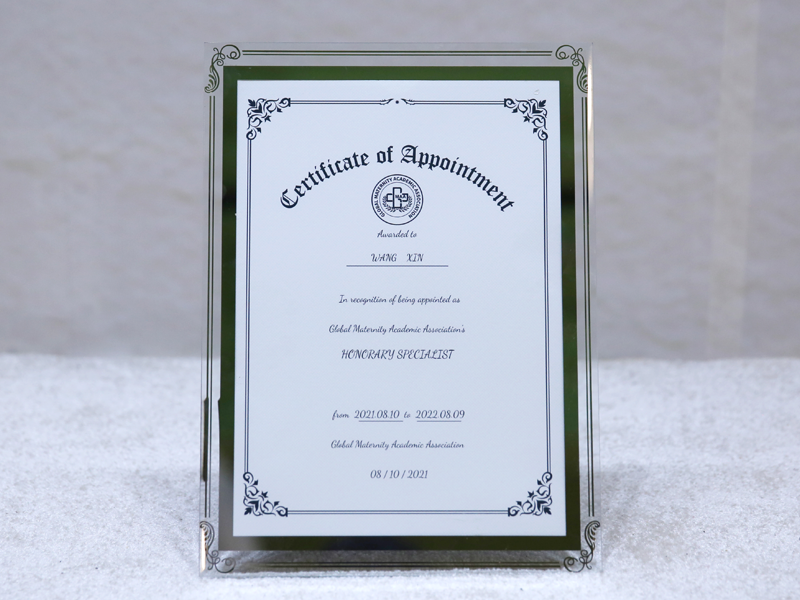 Certificate of Appointment
GLOBAL MATERNITY ACADEMIC ASSOCIATION
Awarded to
WANG XIN
In recognition of being appointed as
Global Maternity Academic Association's
HONORARY SPECIALIST
from 2021.08.10 to 2022.08.09
Global Maternity Academic Association
08 / 10 / 2021